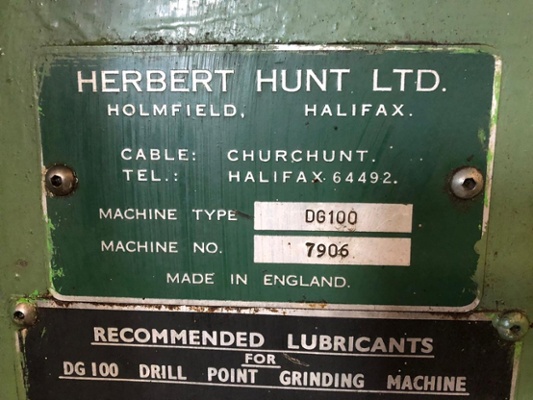 HERBERT HUNT LTD.
HOLMFIELD, HALIFAX.
CABLE: CHURCHUNT.
TEL.: HALIFAX 64492.
MACHINE TYPE DG100
MACHINE NO. 7906
MADE IN ENGLAND.
RECOMMENDED LUBRICANTS
FOR
DG 100 DRILL POINT GRINDING MACHINE